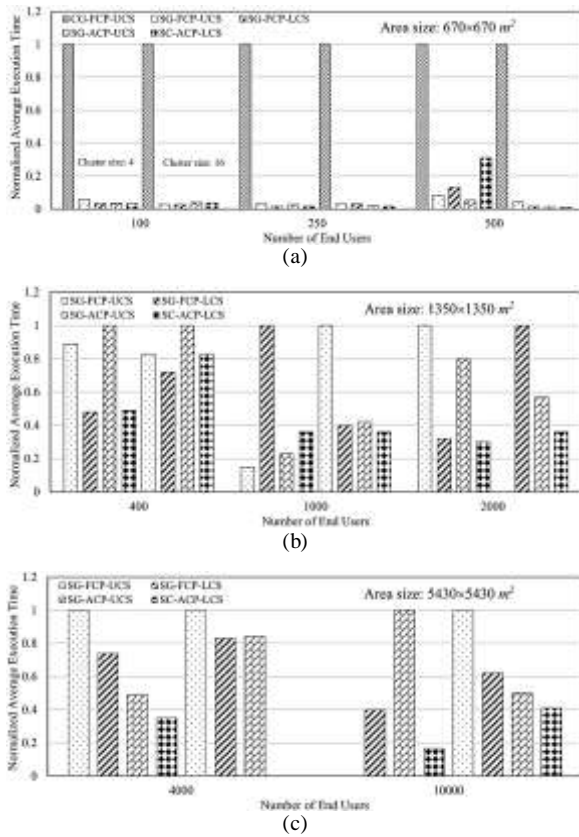 CG-FCP-UCS SG-FCP-UCS SG-FCP-LCS
SG-ACP-UCS SC-ACP-LCS
Area size: 670×670 m²
Normalized Average Execution Time
1.2
1
0.8
0.6
0.4
0.2
0
Cluster size: 4
Cluster size: 16
100 250 500
Number of End Users
(a)
SG-FCP-UCS SG-FCP-LCS
SG-ACP-UCS SC-ACP-LCS
Area size: 1350×1350 m²
Normalized Average Execution Time
1.2
1
0.8
0.6
0.4
0.2
0
400 1000 2000
Number of End Users
(b)
SG-FCP-UCS SG-FCP-LCS
SG-ACP-UCS SC-ACP-LCS
Area size: 5430×5430 m²
Normalized Average Execution Time
1.2
1
0.8
0.6
0.4
0.2
0
4000 10000
Number of End Users
(c)